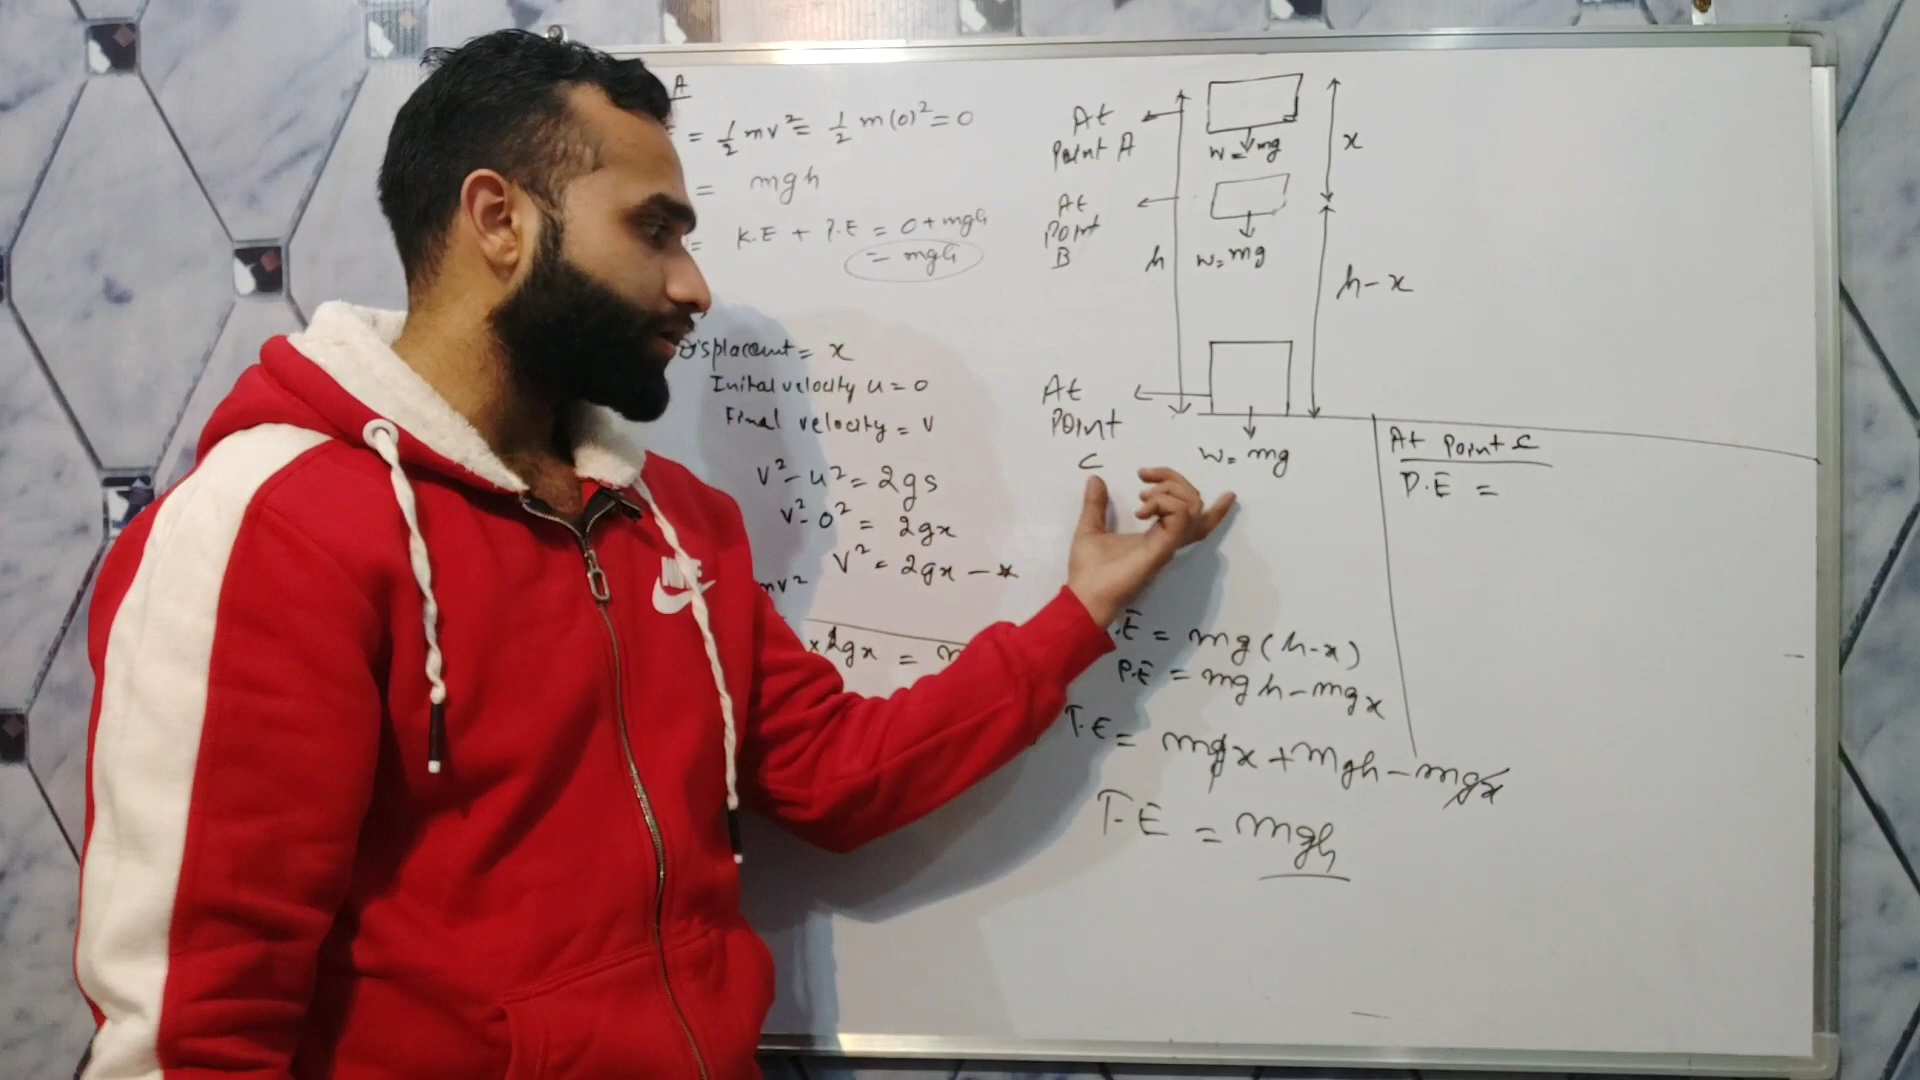 A
= 1/2 mv² = 1/2 m(0)² = 0
= mgh
= K.E + P.E = 0 + mgh
= mgh
Displacement = x
Initial velocity u = 0
Final velocity = v
v² - u² = 2gs
v² - 0² = 2gx
v² = 2gx - *
mv²
x 2gx = m
NIKE
At Point A
w = mg
x
At Point B
h
w = mg
h - x
At Point C
w = mg
.E = mg(h-x)
P.E = mgh - mgx
T.E = mgx + mgh - mgx
T.E = mgh
At Point C
P.E =